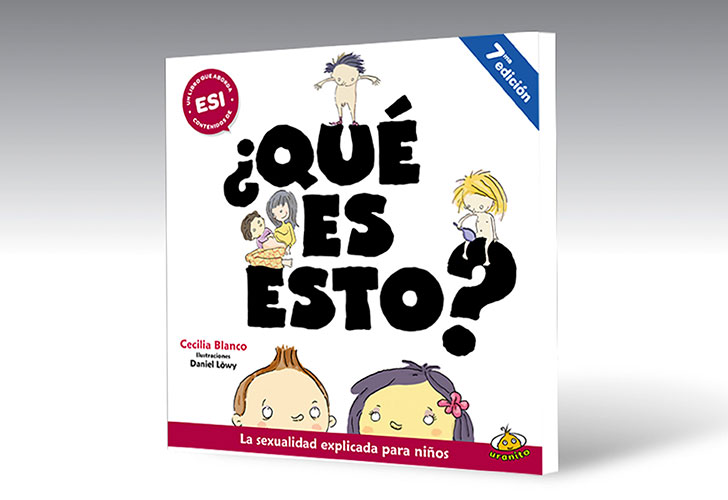 UN LIBRO QUE ABORDA
ESI
CONTENIDOS DE
7ma edición
¿QUÉ
ES
ESTO?
Cecilia Blanco
Ilustraciones
Daniel Löwy
La sexualidad explicada para niños
uranito